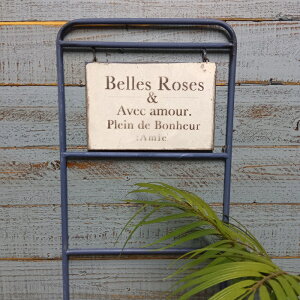 Belles Roses
&
Avec amour.
Plein de Bonheur
:Amie